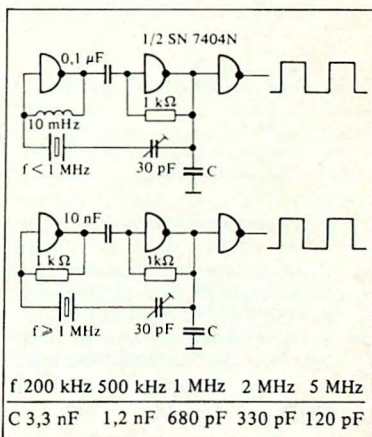 1/2 SN 7404N
0,1 µF
1 kΩ
10 mHz
30 pF
C
f < 1 MHz
10 nF
1 kΩ
1kΩ
30 pF
C
f ⩾ 1 MHz
f 200 kHz 500 kHz 1 MHz 2 MHz 5 MHz
C 3,3 nF 1,2 nF 680 pF 330 pF 120 pF